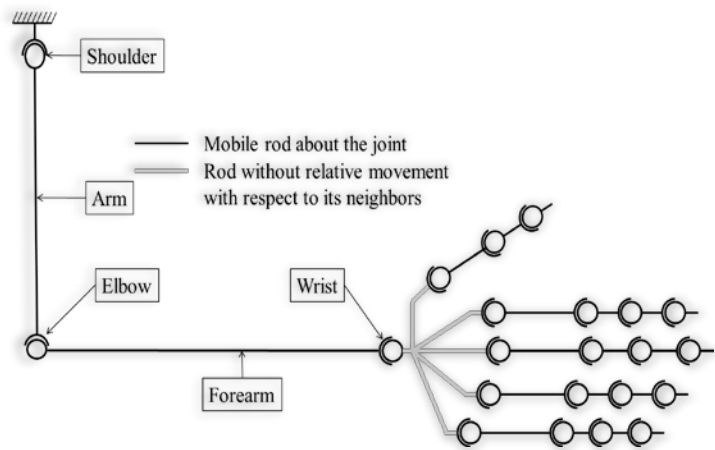 Shoulder
Mobile rod about the joint
Rod without relative movement
with respect to its neighbors
Arm
Elbow
Wrist
Forearm